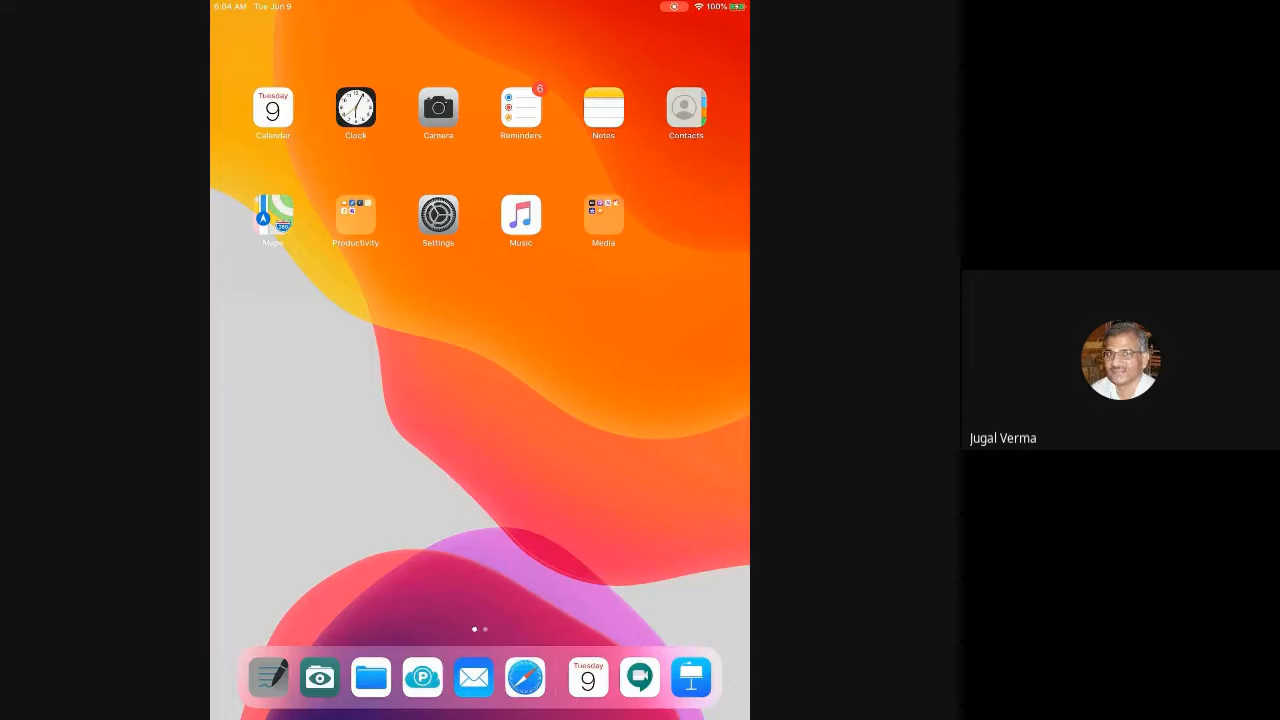 6:04 AM Tue Jun 9
100%
Tuesday
9
6
Calendar
Clock
Camera
Reminders
Notes
Contacts
280
Maps
Productivity
Settings
Music
Media
Jugal Verma
P
Tuesday
9